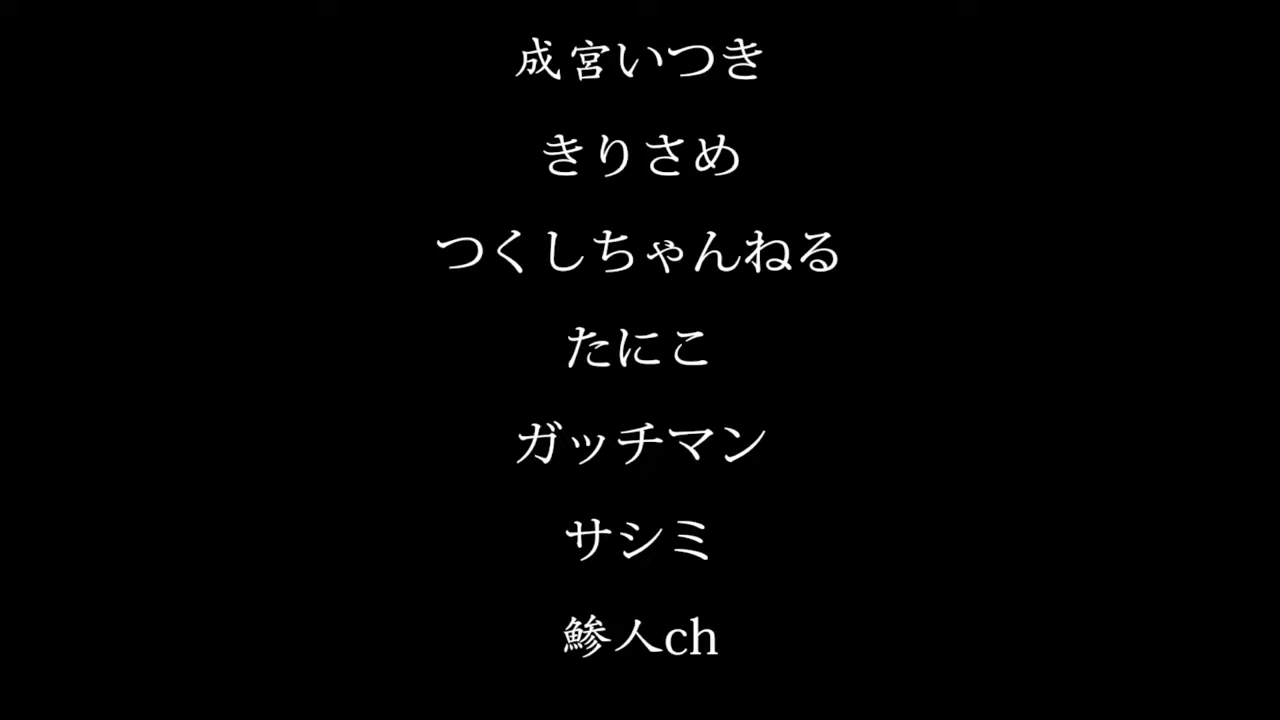 成宮いつき
きりさめ
つくしちゃんねる
たにこ
ガッチマン
サシミ
鯵人ch